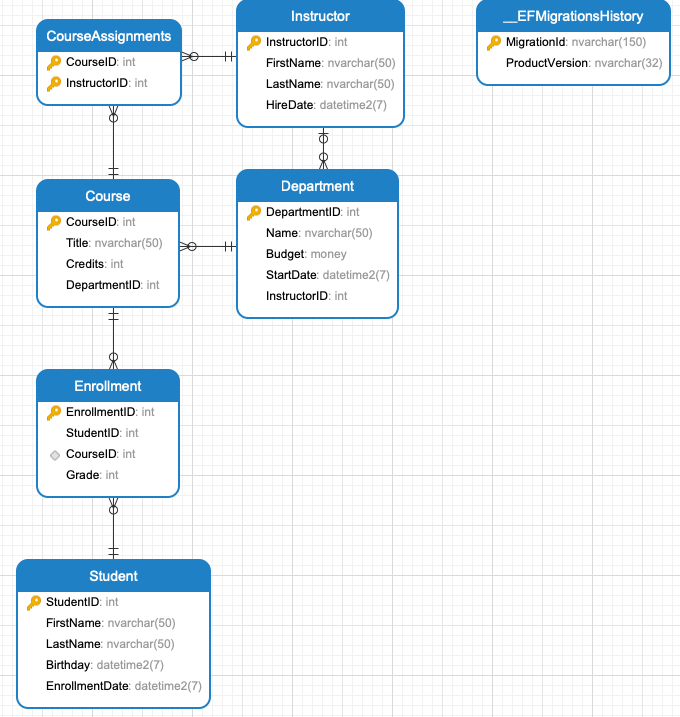 CourseAssignments
CourseID: int
InstructorID: int
Instructor
InstructorID: int
FirstName: nvarchar(50)
LastName: nvarchar(50)
HireDate: datetime2(7)
__EFMigrationsHistory
MigrationId: nvarchar(150)
ProductVersion: nvarchar(32)
Course
CourseID: int
Title: nvarchar(50)
Credits: int
DepartmentID: int
Department
DepartmentID: int
Name: nvarchar(50)
Budget: money
StartDate: datetime2(7)
InstructorID: int
Enrollment
EnrollmentID: int
StudentID: int
CourseID: int
Grade: int
Student
StudentID: int
FirstName: nvarchar(50)
LastName: nvarchar(50)
Birthday: datetime2(7)
EnrollmentDate: datetime2(7)